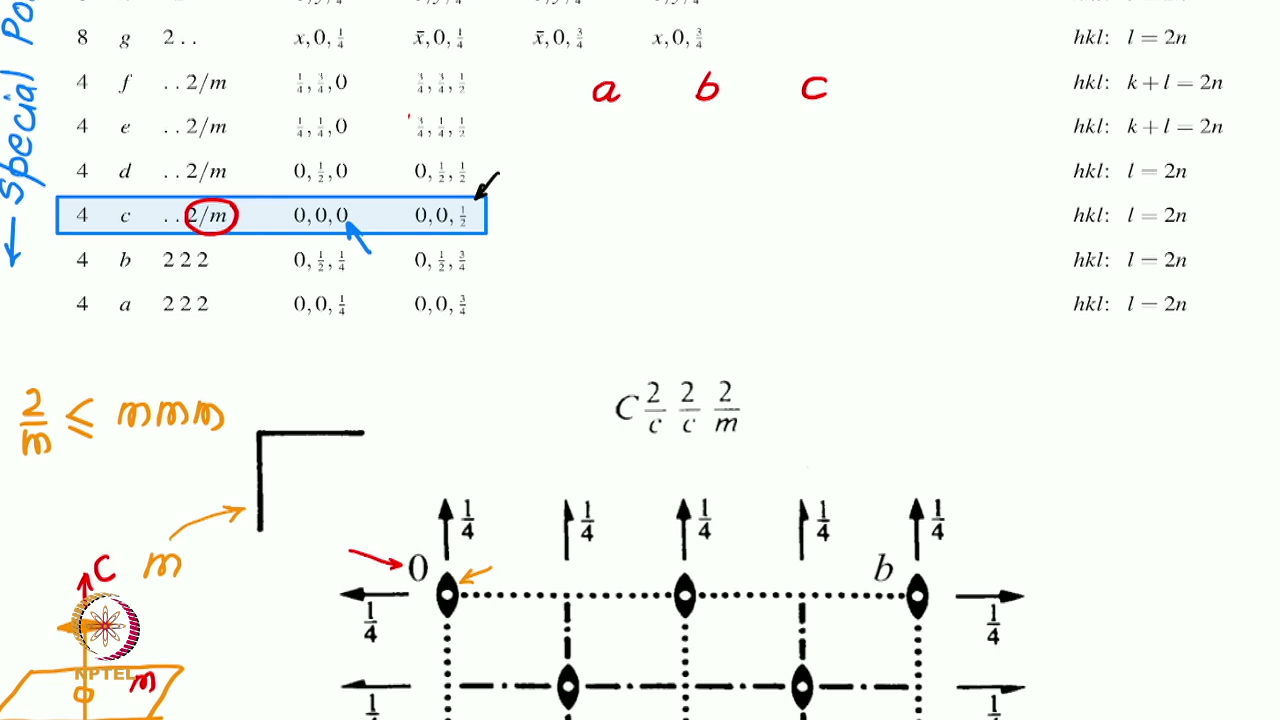 ← Special Po
8 g 2 . . x, 0, 1/4 x̄, 0, 1/4 x̄, 0, 3/4 x, 0, 3/4 hkl: l = 2n
4 f . . 2/m 1/4, 3/4, 0 3/4, 3/4, 1/2 hkl: k + l = 2n
a b c
4 e . . 2/m 1/4, 1/4, 0 3/4, 1/4, 1/2 hkl: k + l = 2n
4 d . . 2/m 0, 1/2, 0 0, 1/2, 1/2 hkl: l = 2n
4 c . . 2/m 0, 0, 0 0, 0, 1/2 hkl: l = 2n
4 b 2 2 2 0, 1/2, 1/4 0, 1/2, 3/4 hkl: l = 2n
4 a 2 2 2 0, 0, 1/4 0, 0, 3/4 hkl: l = 2n
2/m ≤ mmm
C 2/c 2/c 2/m
1/4 1/4 1/4 1/4 1/4
m
c
0 b
1/4 1/4
NPTEL
m
1/4 1/4